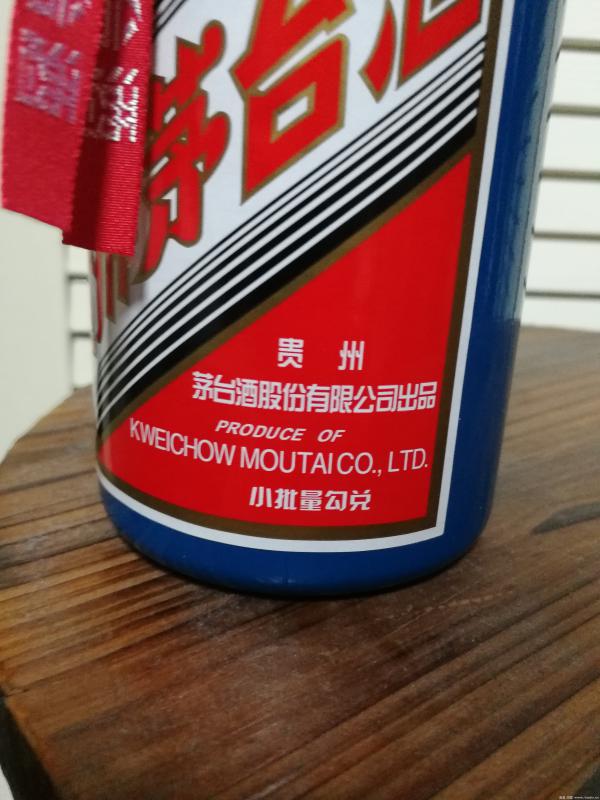 茅台酒
贵 州
茅台酒股份有限公司出品
PRODUCE OF
KWEICHOW MOUTAI CO., LTD.
小批量勾兑